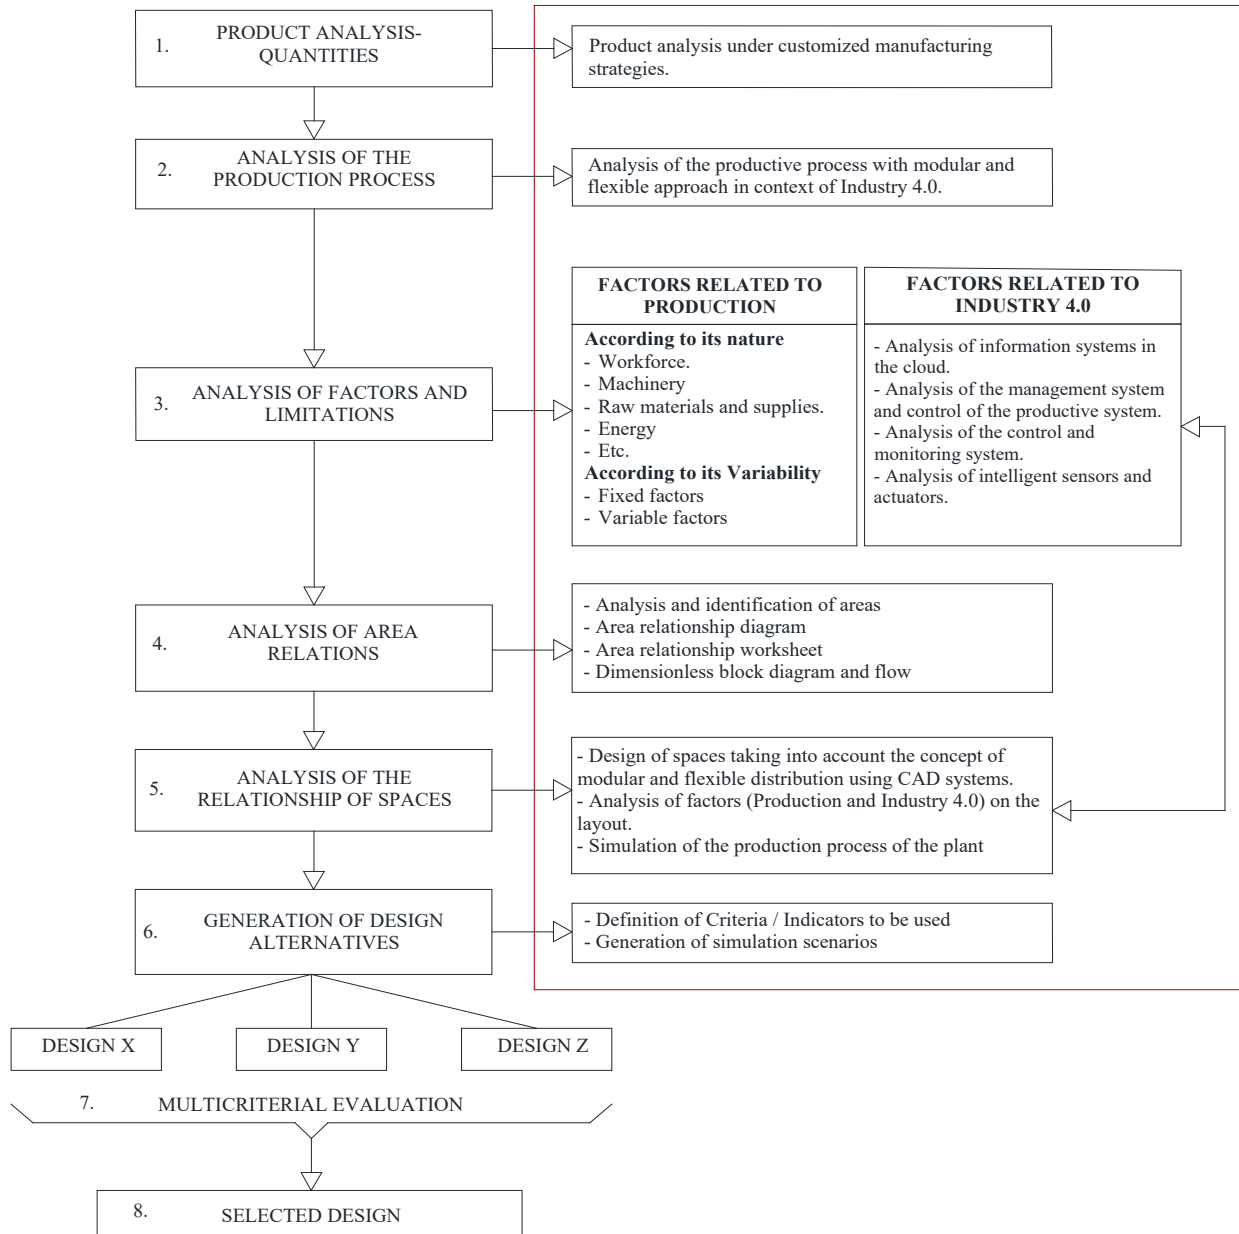 1.
PRODUCT ANALYSIS-
QUANTITIES
Product analysis under customized manufacturing
strategies.
2.
ANALYSIS OF THE
PRODUCTION PROCESS
Analysis of the productive process with modular and
flexible approach in context of Industry 4.0.
3.
ANALYSIS OF FACTORS AND
LIMITATIONS
FACTORS RELATED TO
PRODUCTION
According to its nature
- Workforce.
- Machinery
- Raw materials and supplies.
- Energy
- Etc.
According to its Variability
- Fixed factors
- Variable factors
FACTORS RELATED TO
INDUSTRY 4.0
- Analysis of information systems in
the cloud.
- Analysis of the management system
and control of the productive system.
- Analysis of the control and
monitoring system.
- Analysis of intelligent sensors and
actuators.
4.
ANALYSIS OF AREA
RELATIONS
- Analysis and identification of areas
- Area relationship diagram
- Area relationship worksheet
- Dimensionless block diagram and flow
5.
ANALYSIS OF THE
RELATIONSHIP OF SPACES
- Design of spaces taking into account the concept of
modular and flexible distribution using CAD systems.
- Analysis of factors (Production and Industry 4.0) on the
layout.
- Simulation of the production process of the plant
6.
GENERATION OF DESIGN
ALTERNATIVES
- Definition of Criteria / Indicators to be used
- Generation of simulation scenarios
DESIGN X
DESIGN Y
DESIGN Z
7. MULTICRITERIAL EVALUATION
8. SELECTED DESIGN